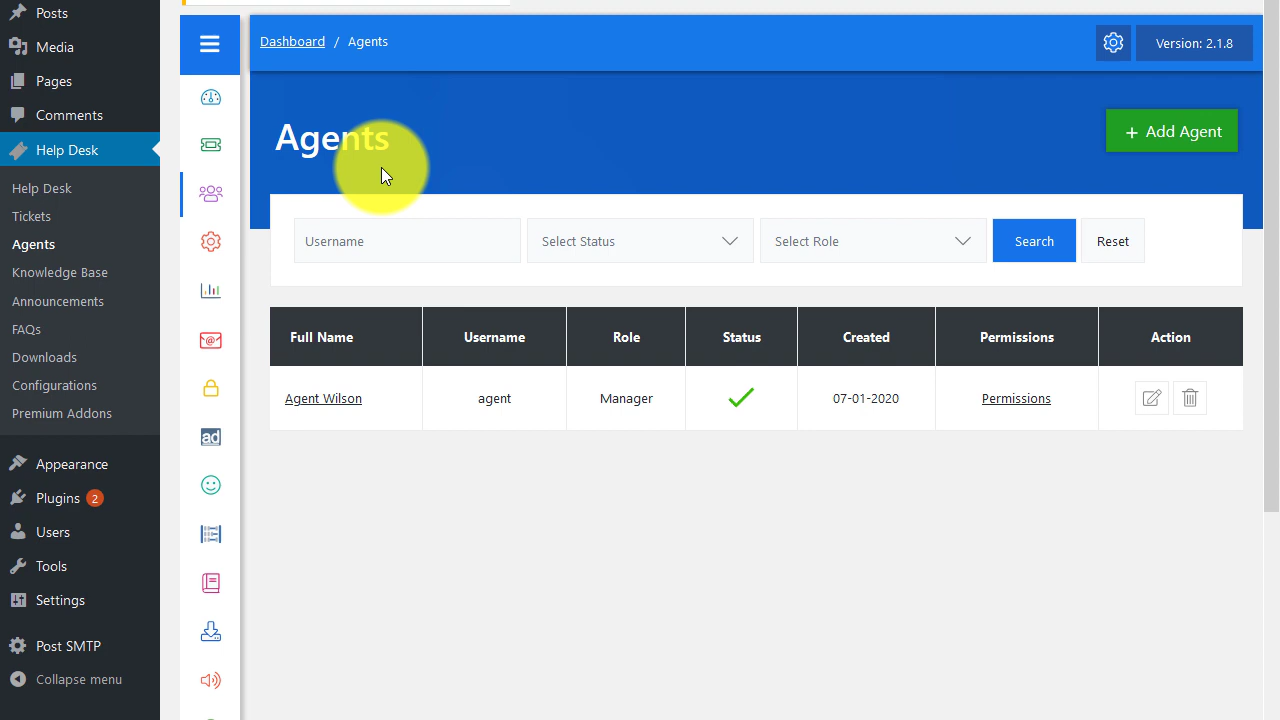 Posts
Media
Pages
Comments
Help Desk
Help Desk
Tickets
Agents
Knowledge Base
Announcements
FAQs
Downloads
Configurations
Premium Addons
Appearance
Plugins 2
Users
Tools
Settings
Post SMTP
Collapse menu
ad
Dashboard / Agents
Version: 2.1.8
Agents
+ Add Agent
Username
Select Status
Select Role
Search
Reset
Full Name Username Role Status Created Permissions Action
Agent Wilson agent Manager 07-01-2020 Permissions